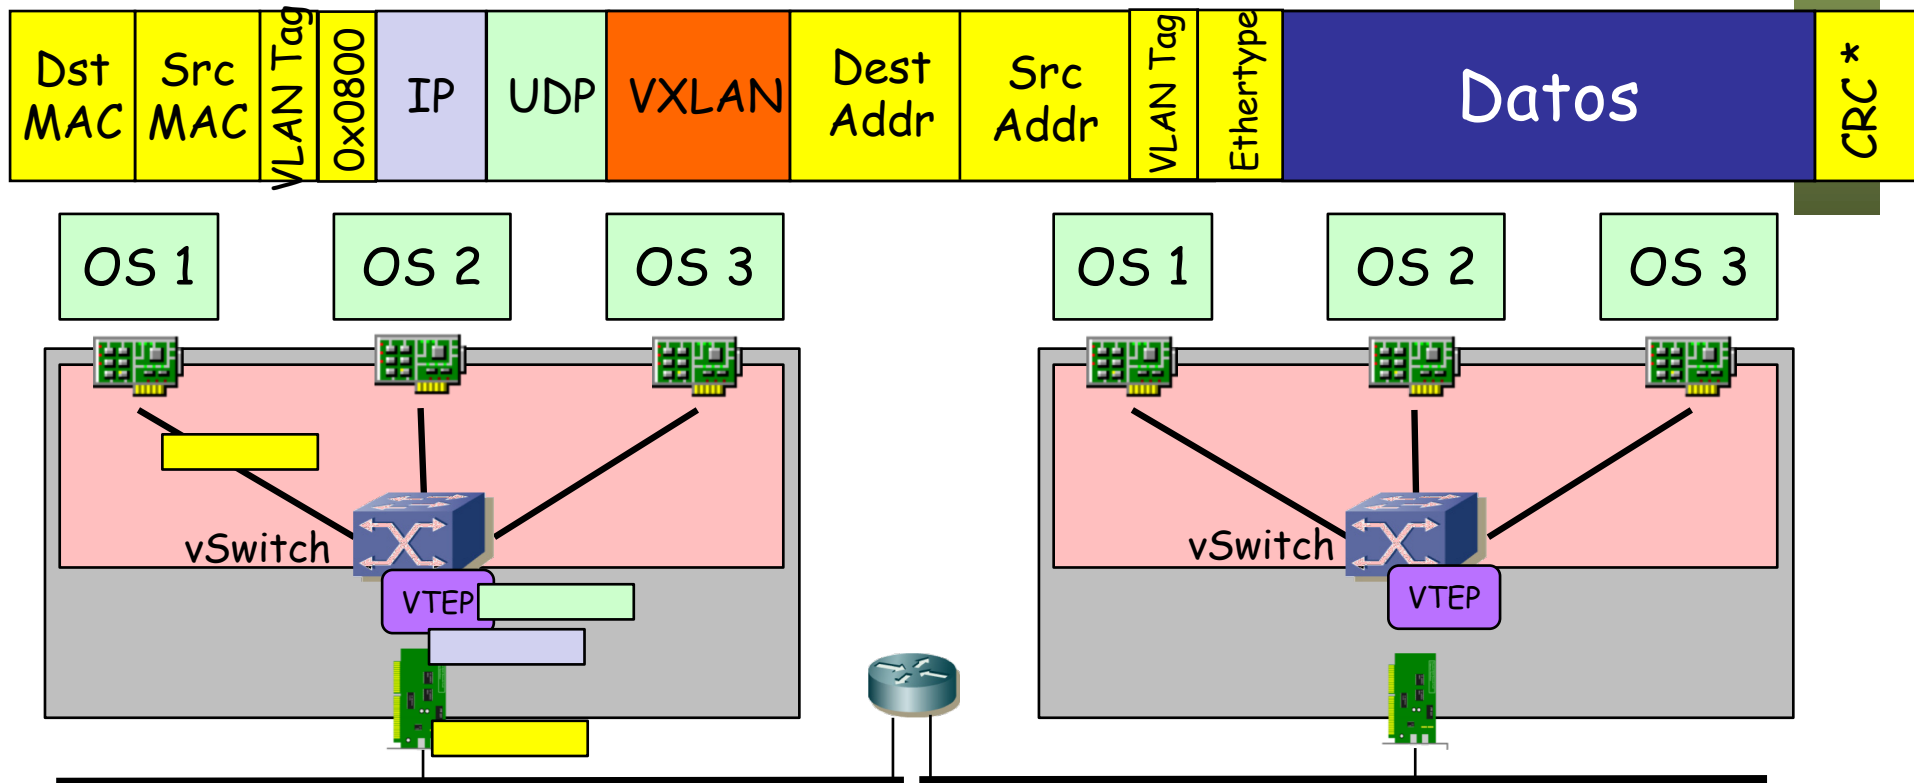 Dst MAC
Src MAC
VLAN Tag
0x0800
IP
UDP
VXLAN
Dest Addr
Src Addr
VLAN Tag
Ethertype
Datos
CRC *
OS 1
OS 2
OS 3
OS 1
OS 2
OS 3
vSwitch
vSwitch
VTEP
VTEP